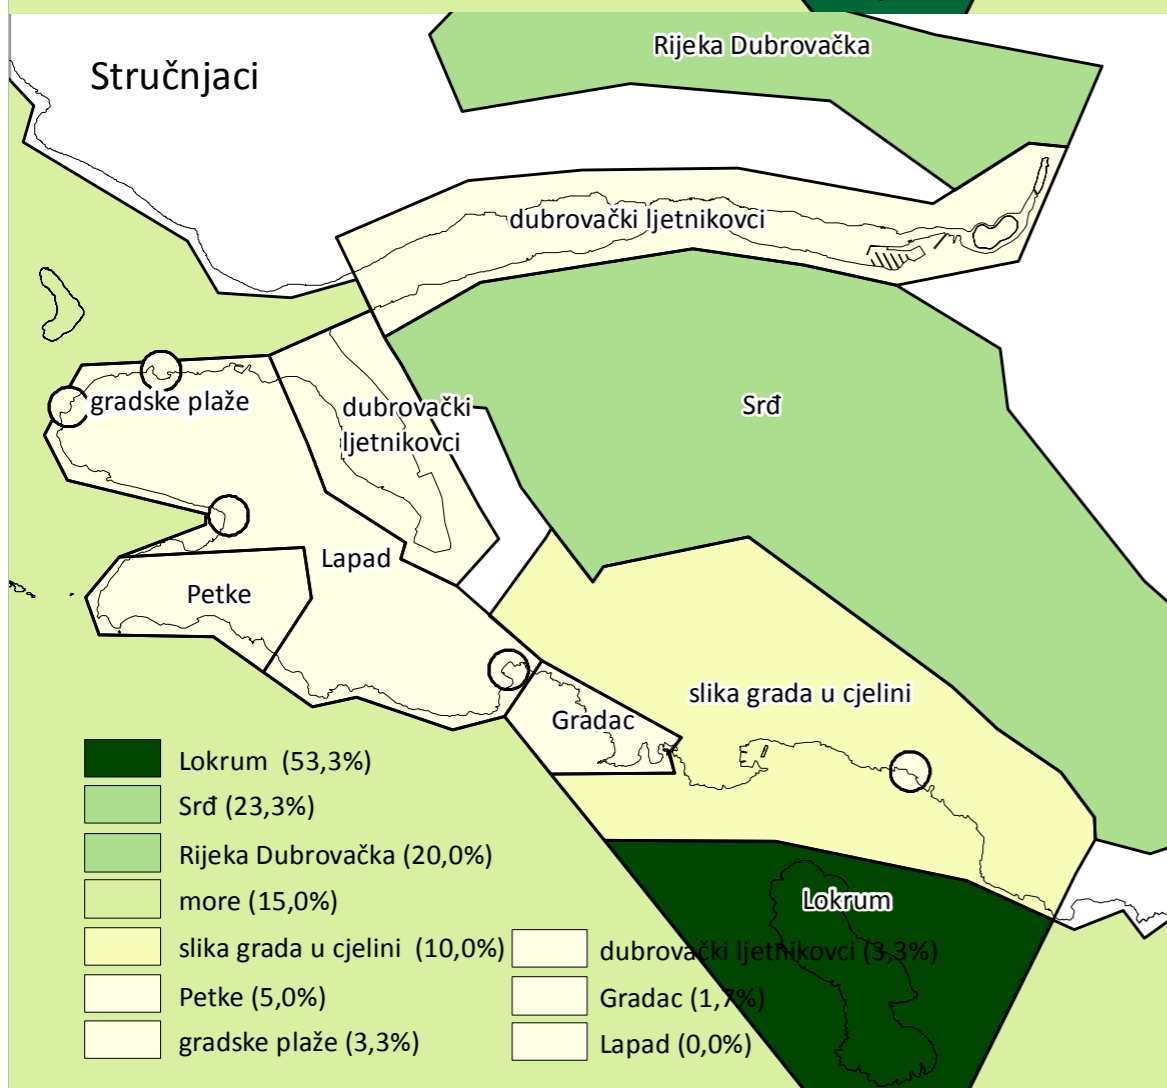 Rijeka Dubrovačka
Stručnjaci
dubrovački ljetnikovci
gradske plaže
dubrovački
ljetnikovci
Srđ
Lapad
Petke
slika grada u cjelini
Gradac
Lokrum
Lokrum (53,3%)
Srđ (23,3%)
Rijeka Dubrovačka (20,0%)
more (15,0%)
slika grada u cjelini (10,0%)
Petke (5,0%)
gradske plaže (3,3%)
dubrovački ljetnikovci (3,3%)
Gradac (1,7%)
Lapad (0,0%)